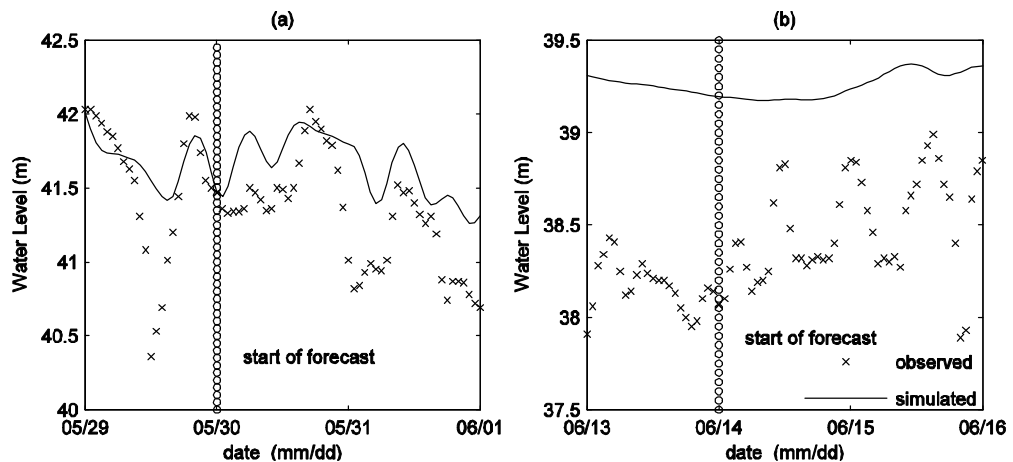 (a)
Water Level (m)
42.5
42
41.5
41
40.5
40
start of forecast
05/29
05/30
05/31
06/01
date (mm/dd)
(b)
Water Level (m)
39.5
39
38.5
38
37.5
start of forecast
observed
simulated
06/13
06/14
06/15
06/16
date (mm/dd)